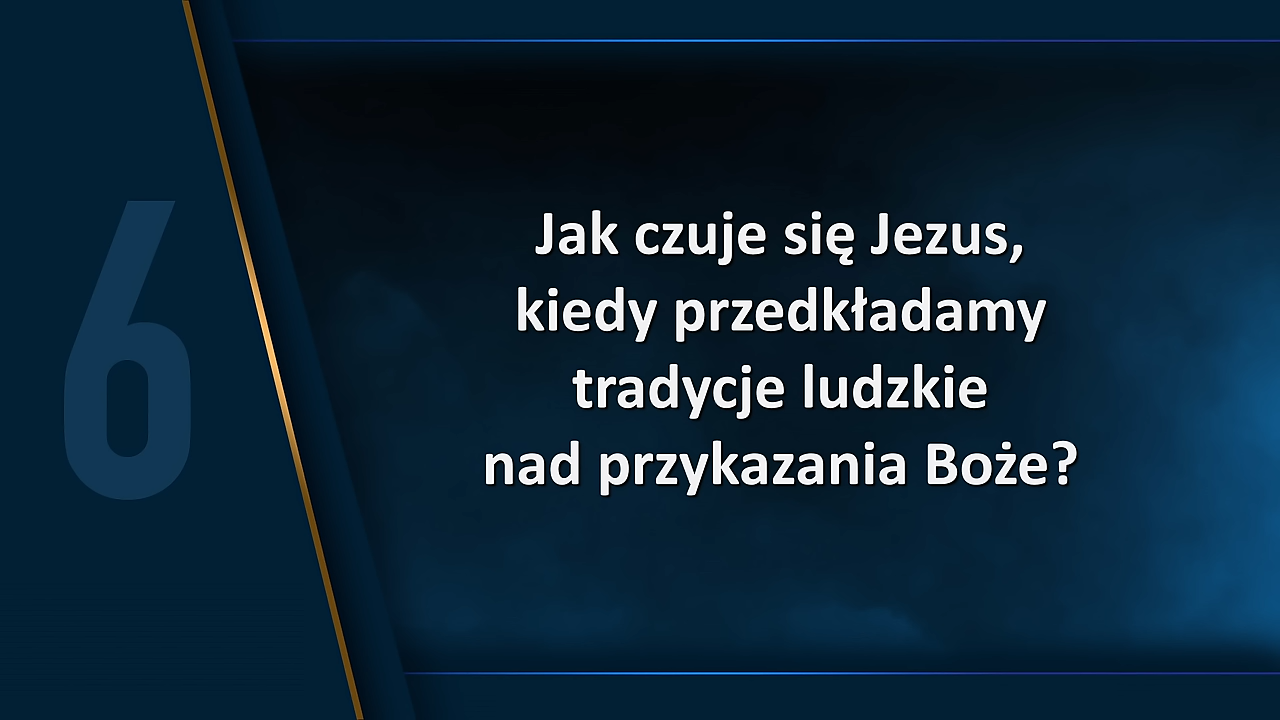 6
Jak czuje się Jezus,
kiedy przedkładamy
tradycje ludzkie
nad przykazania Boże?